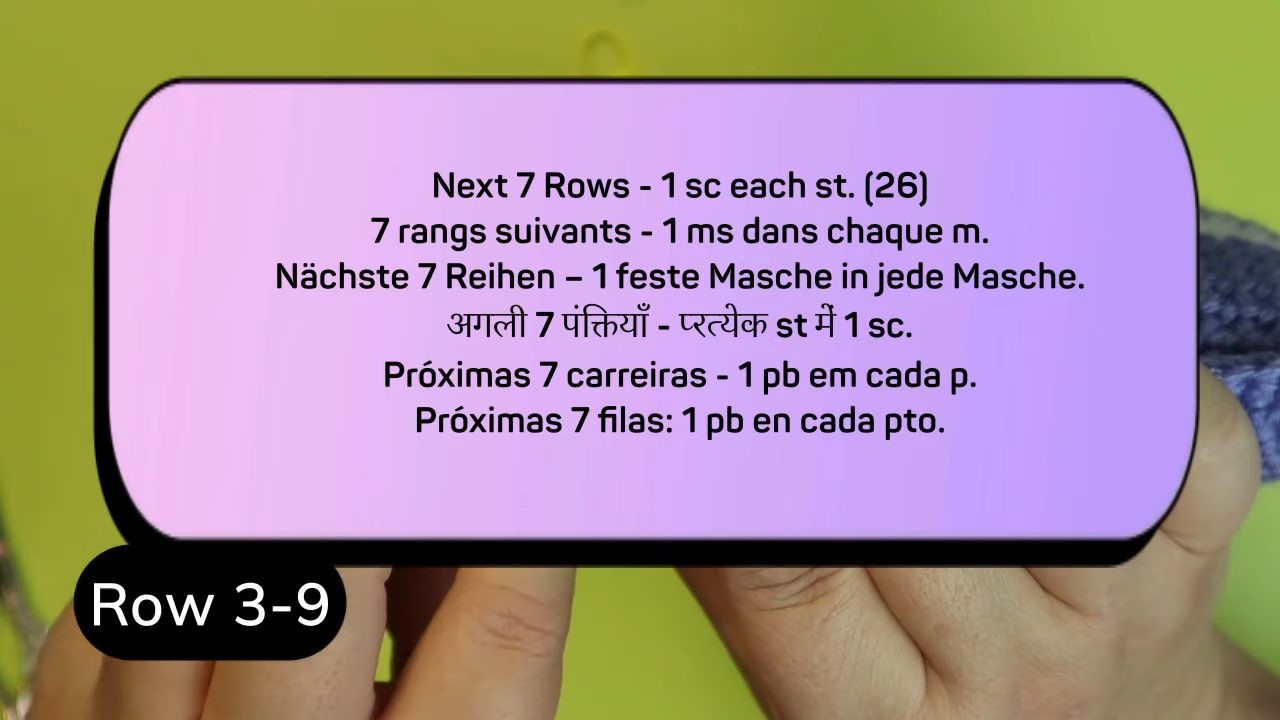 Next 7 Rows - 1 sc each st. (26)
7 rangs suivants - 1 ms dans chaque m.
Nächste 7 Reihen – 1 feste Masche in jede Masche.
अगली 7 पंक्तियाँ - प्रत्येक st में 1 sc.
Próximas 7 carreiras - 1 pb em cada p.
Próximas 7 filas: 1 pb en cada pto.
Row 3-9